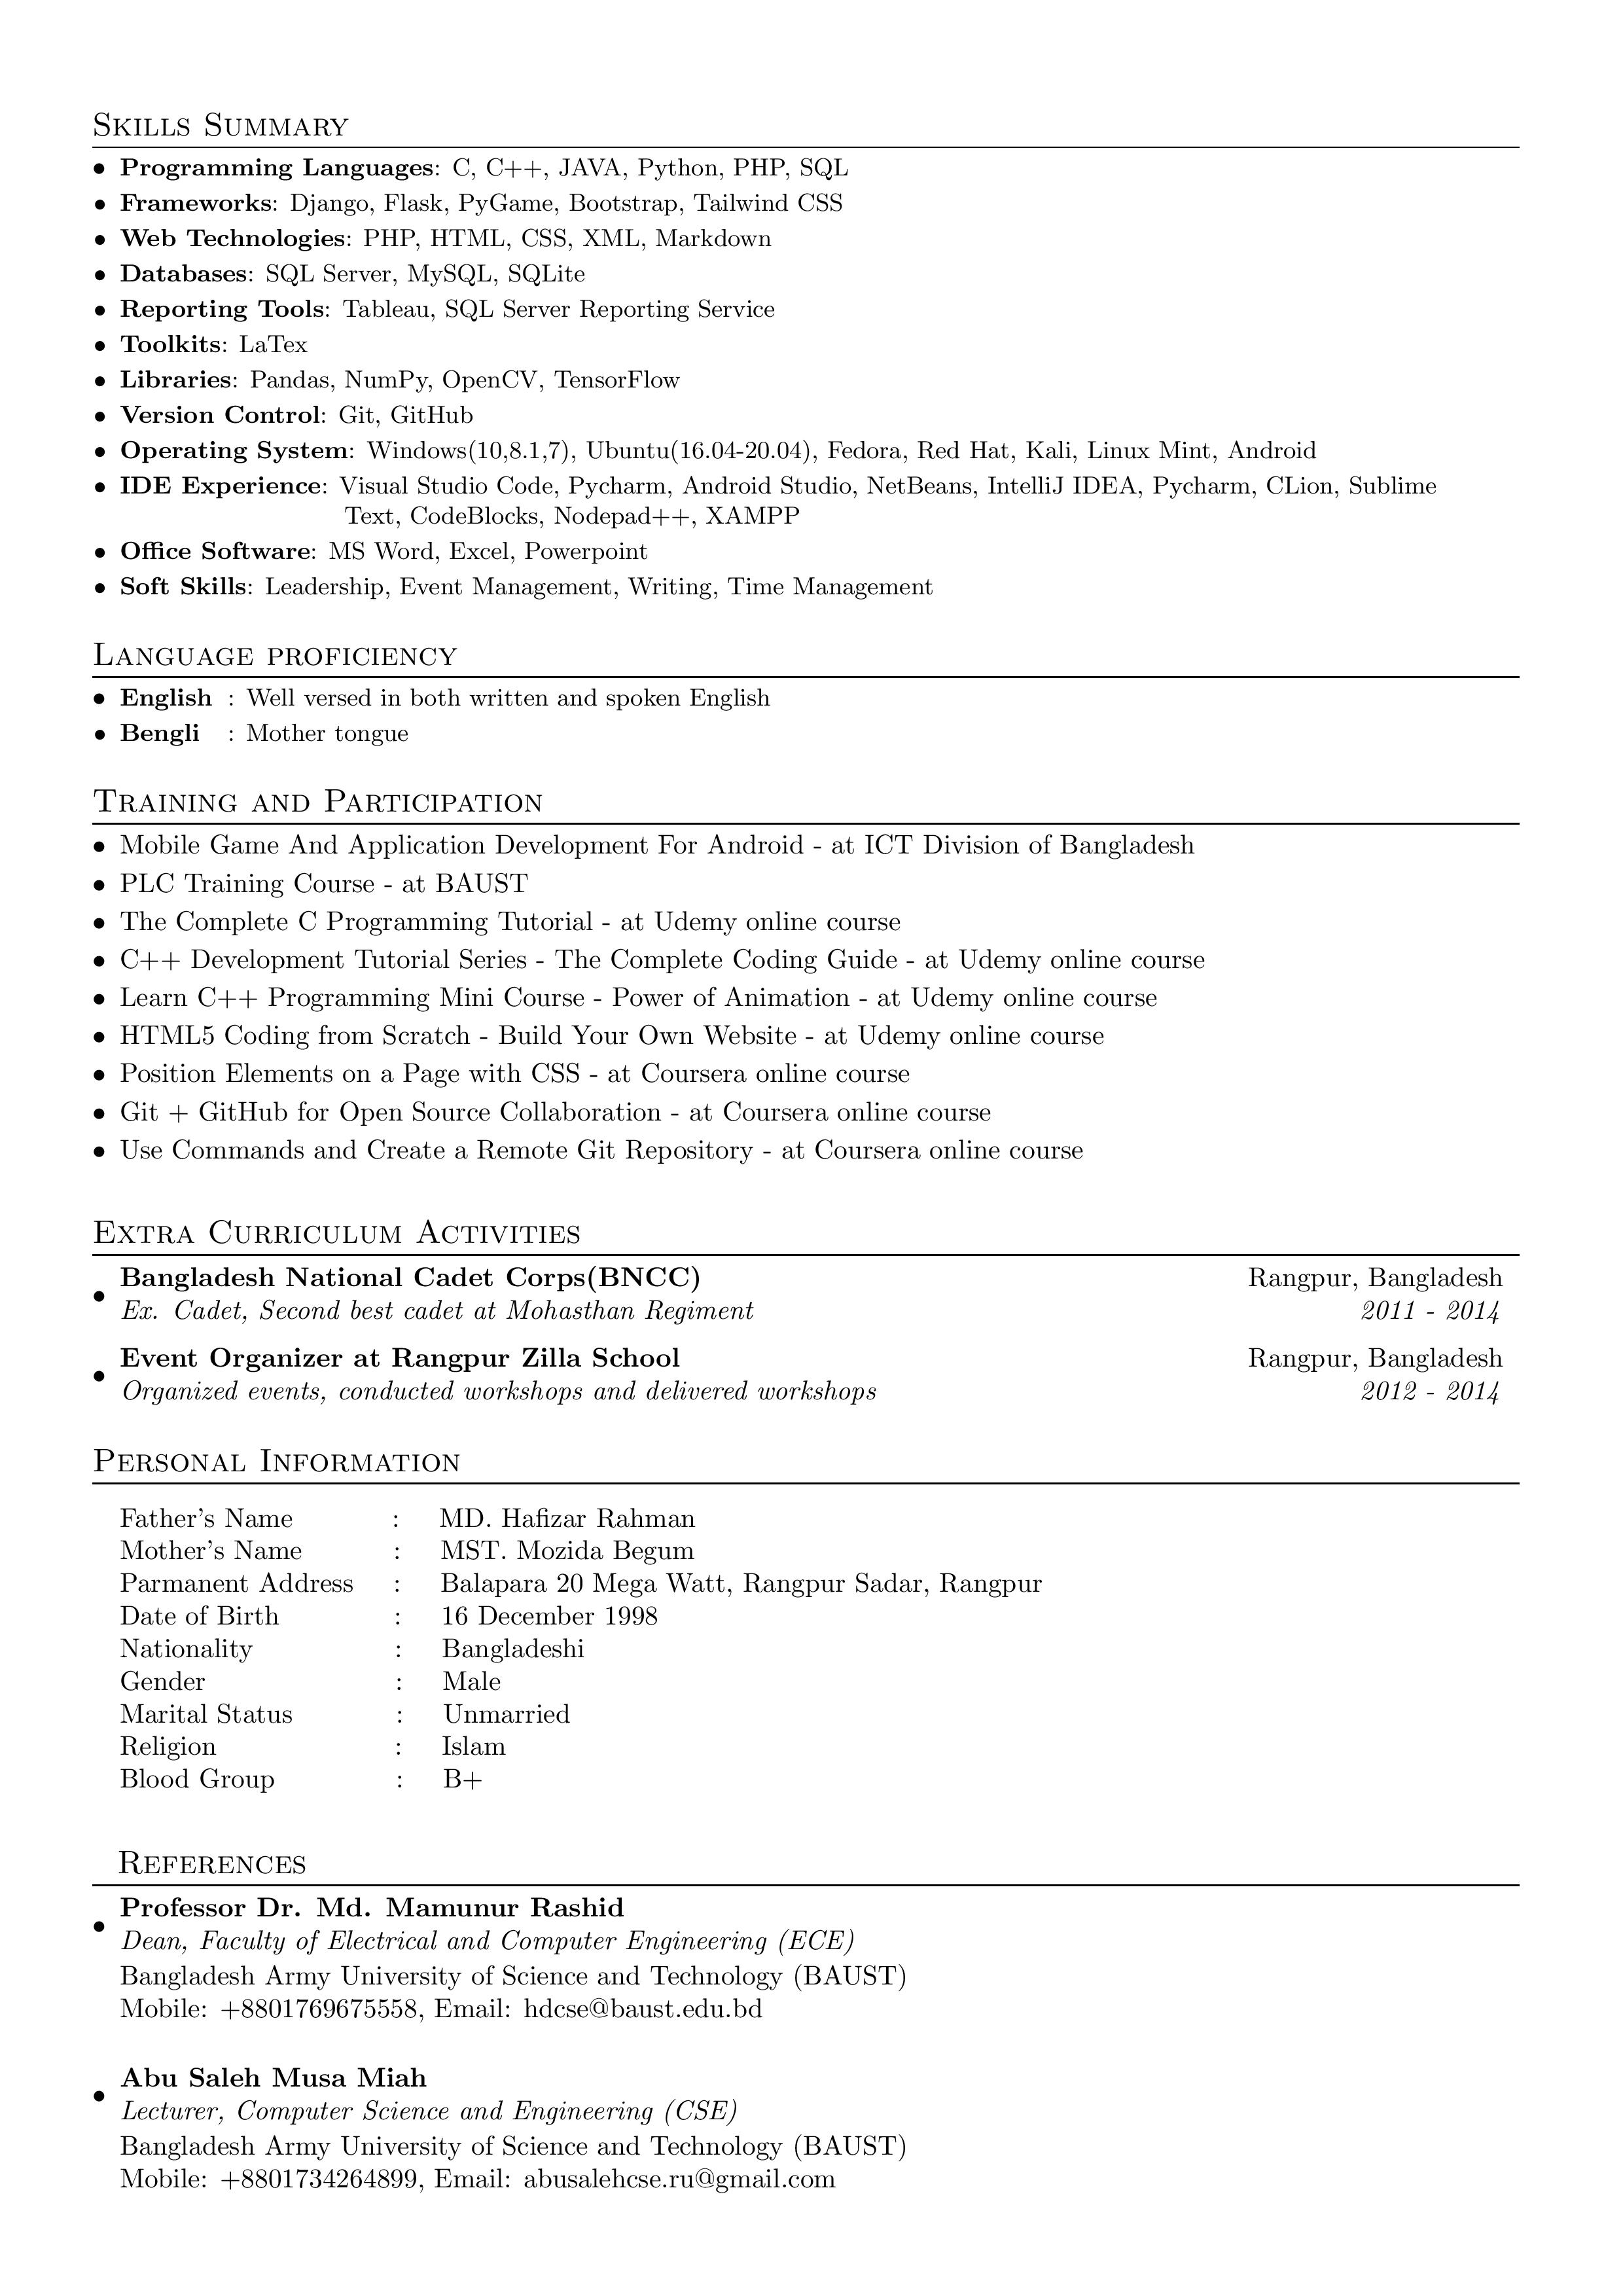 Skills Summary
• Programming Languages: C, C++, JAVA, Python, PHP, SQL
• Frameworks: Django, Flask, PyGame, Bootstrap, Tailwind CSS
• Web Technologies: PHP, HTML, CSS, XML, Markdown
• Databases: SQL Server, MySQL, SQLite
• Reporting Tools: Tableau, SQL Server Reporting Service
• Toolkits: LaTex
• Libraries: Pandas, NumPy, OpenCV, TensorFlow
• Version Control: Git, GitHub
• Operating System: Windows(10,8.1,7), Ubuntu(16.04-20.04), Fedora, Red Hat, Kali, Linux Mint, Android
• IDE Experience: Visual Studio Code, Pycharm, Android Studio, NetBeans, IntelliJ IDEA, Pycharm, CLion, Sublime
Text, CodeBlocks, Nodepad++, XAMPP
• Office Software: MS Word, Excel, Powerpoint
• Soft Skills: Leadership, Event Management, Writing, Time Management
Language proficiency
• English : Well versed in both written and spoken English
• Bengli : Mother tongue
Training and Participation
• Mobile Game And Application Development For Android - at ICT Division of Bangladesh
• PLC Training Course - at BAUST
• The Complete C Programming Tutorial - at Udemy online course
• C++ Development Tutorial Series - The Complete Coding Guide - at Udemy online course
• Learn C++ Programming Mini Course - Power of Animation - at Udemy online course
• HTML5 Coding from Scratch - Build Your Own Website - at Udemy online course
• Position Elements on a Page with CSS - at Coursera online course
• Git + GitHub for Open Source Collaboration - at Coursera online course
• Use Commands and Create a Remote Git Repository - at Coursera online course
Extra Curriculum Activities
• Bangladesh National Cadet Corps(BNCC) Rangpur, Bangladesh
Ex. Cadet, Second best cadet at Mohasthan Regiment 2011 - 2014
• Event Organizer at Rangpur Zilla School Rangpur, Bangladesh
Organized events, conducted workshops and delivered workshops 2012 - 2014
Personal Information
Father's Name : MD. Hafizar Rahman
Mother's Name : MST. Mozida Begum
Parmanent Address : Balapara 20 Mega Watt, Rangpur Sadar, Rangpur
Date of Birth : 16 December 1998
Nationality : Bangladeshi
Gender : Male
Marital Status : Unmarried
Religion : Islam
Blood Group : B+
References
• Professor Dr. Md. Mamunur Rashid
Dean, Faculty of Electrical and Computer Engineering (ECE)
Bangladesh Army University of Science and Technology (BAUST)
Mobile: +8801769675558, Email: hdcse@baust.edu.bd
• Abu Saleh Musa Miah
Lecturer, Computer Science and Engineering (CSE)
Bangladesh Army University of Science and Technology (BAUST)
Mobile: +8801734264899, Email: abusalehcse.ru@gmail.com